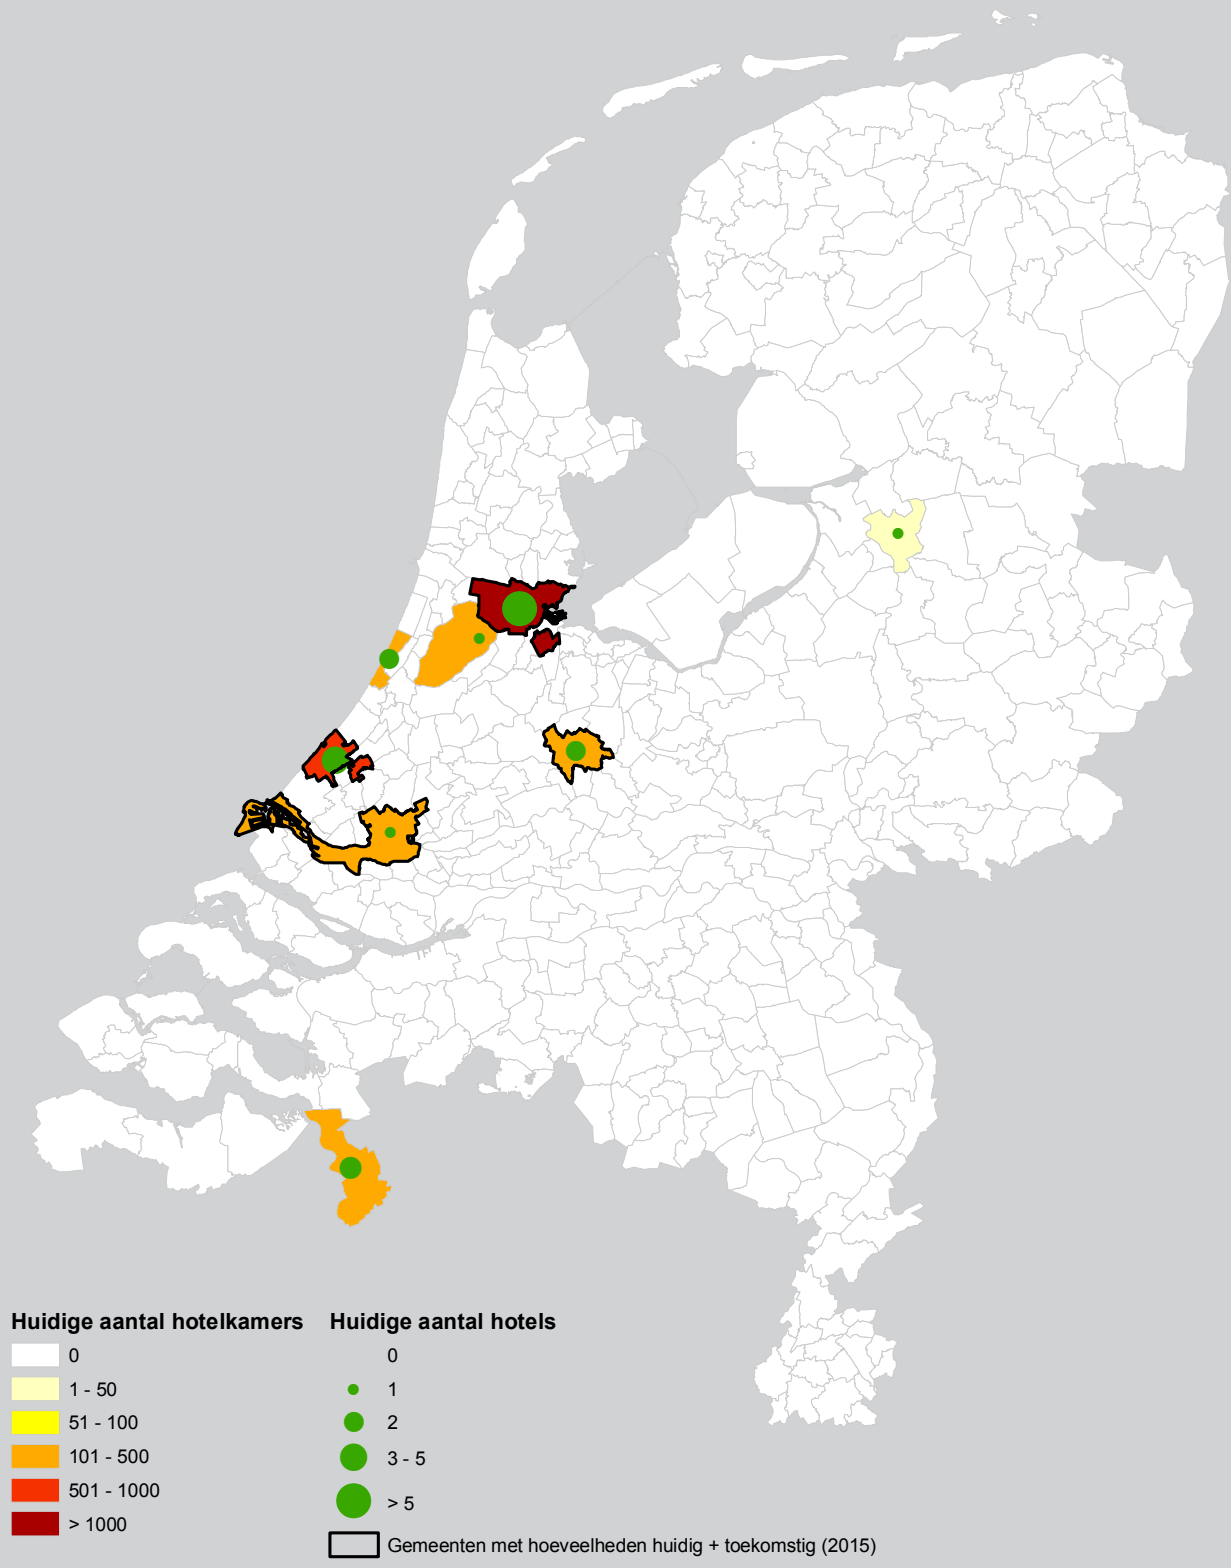 Huidige aantal hotelkamers
0
1 - 50
51 - 100
101 - 500
501 - 1000
> 1000
Huidige aantal hotels
0
1
2
3 - 5
> 5
Gemeenten met hoeveelheden huidig + toekomstig (2015)